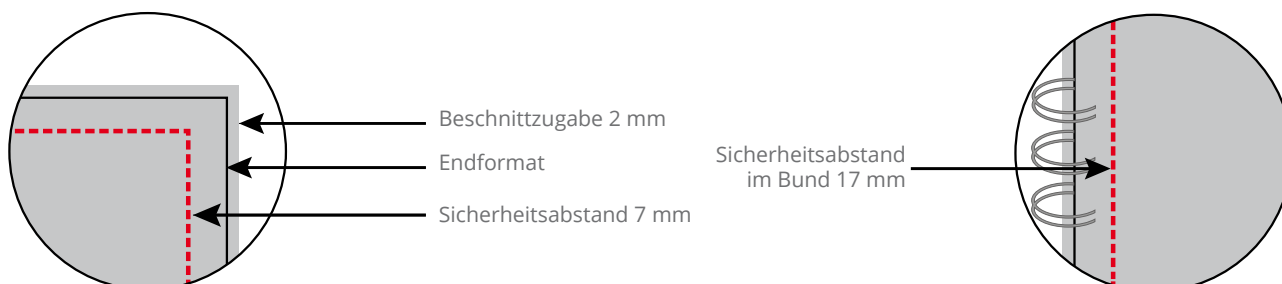 Beschnittzugabe 2 mm
Endformat
Sicherheitsabstand 7 mm
Sicherheitsabstand
im Bund 17 mm